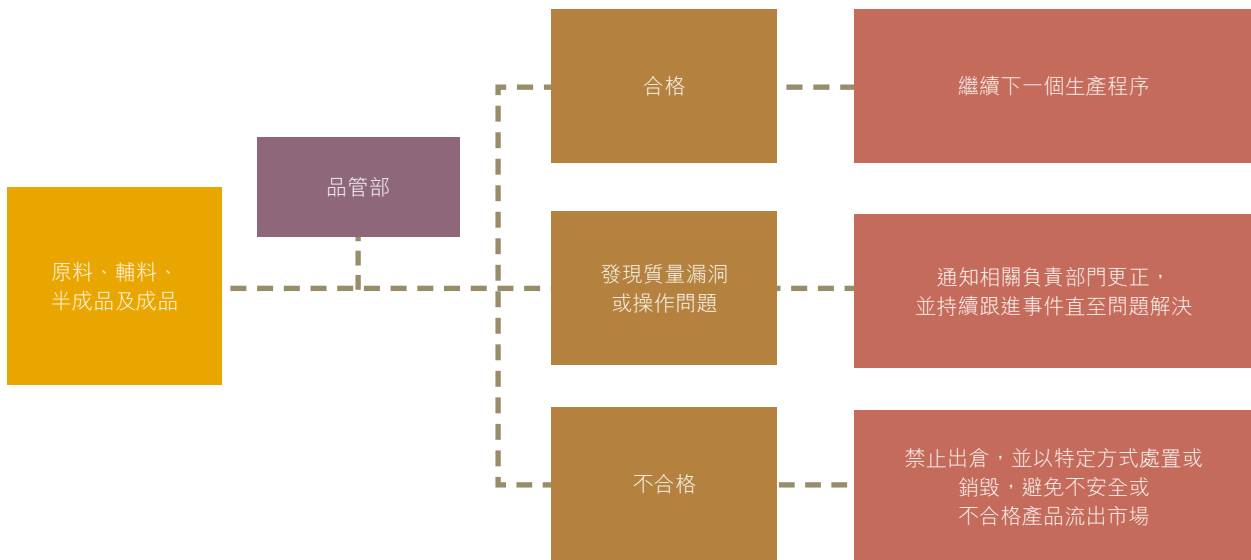 原料、輔料、
半成品及成品
品管部
合格
繼續下一個生產程序
發現質量漏洞
或操作問題
通知相關負責部門更正，
並持續跟進事件直至問題解決
不合格
禁止出倉，並以特定方式處置或
銷毀，避免不安全或
不合格產品流出市場